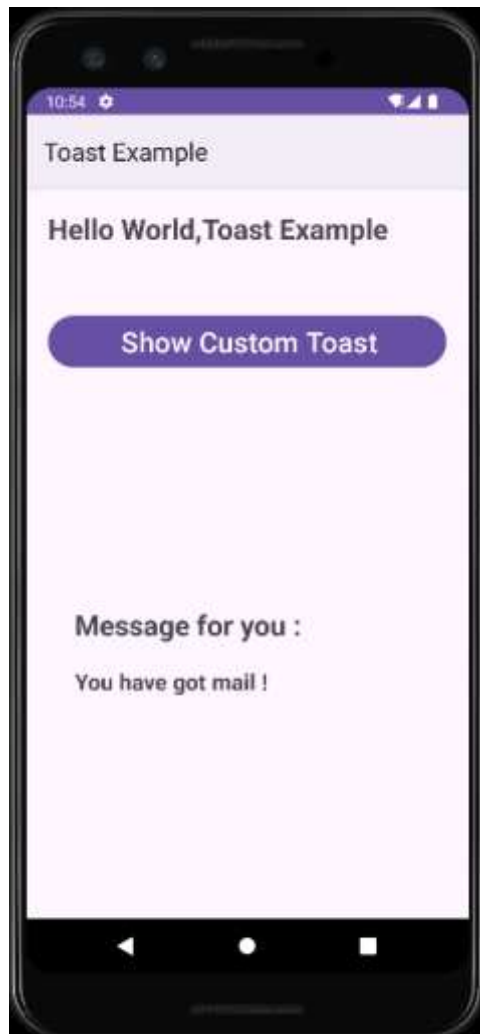 10:54
Toast Example
Hello World,Toast Example
Show Custom Toast
Message for you :
You have got mail !